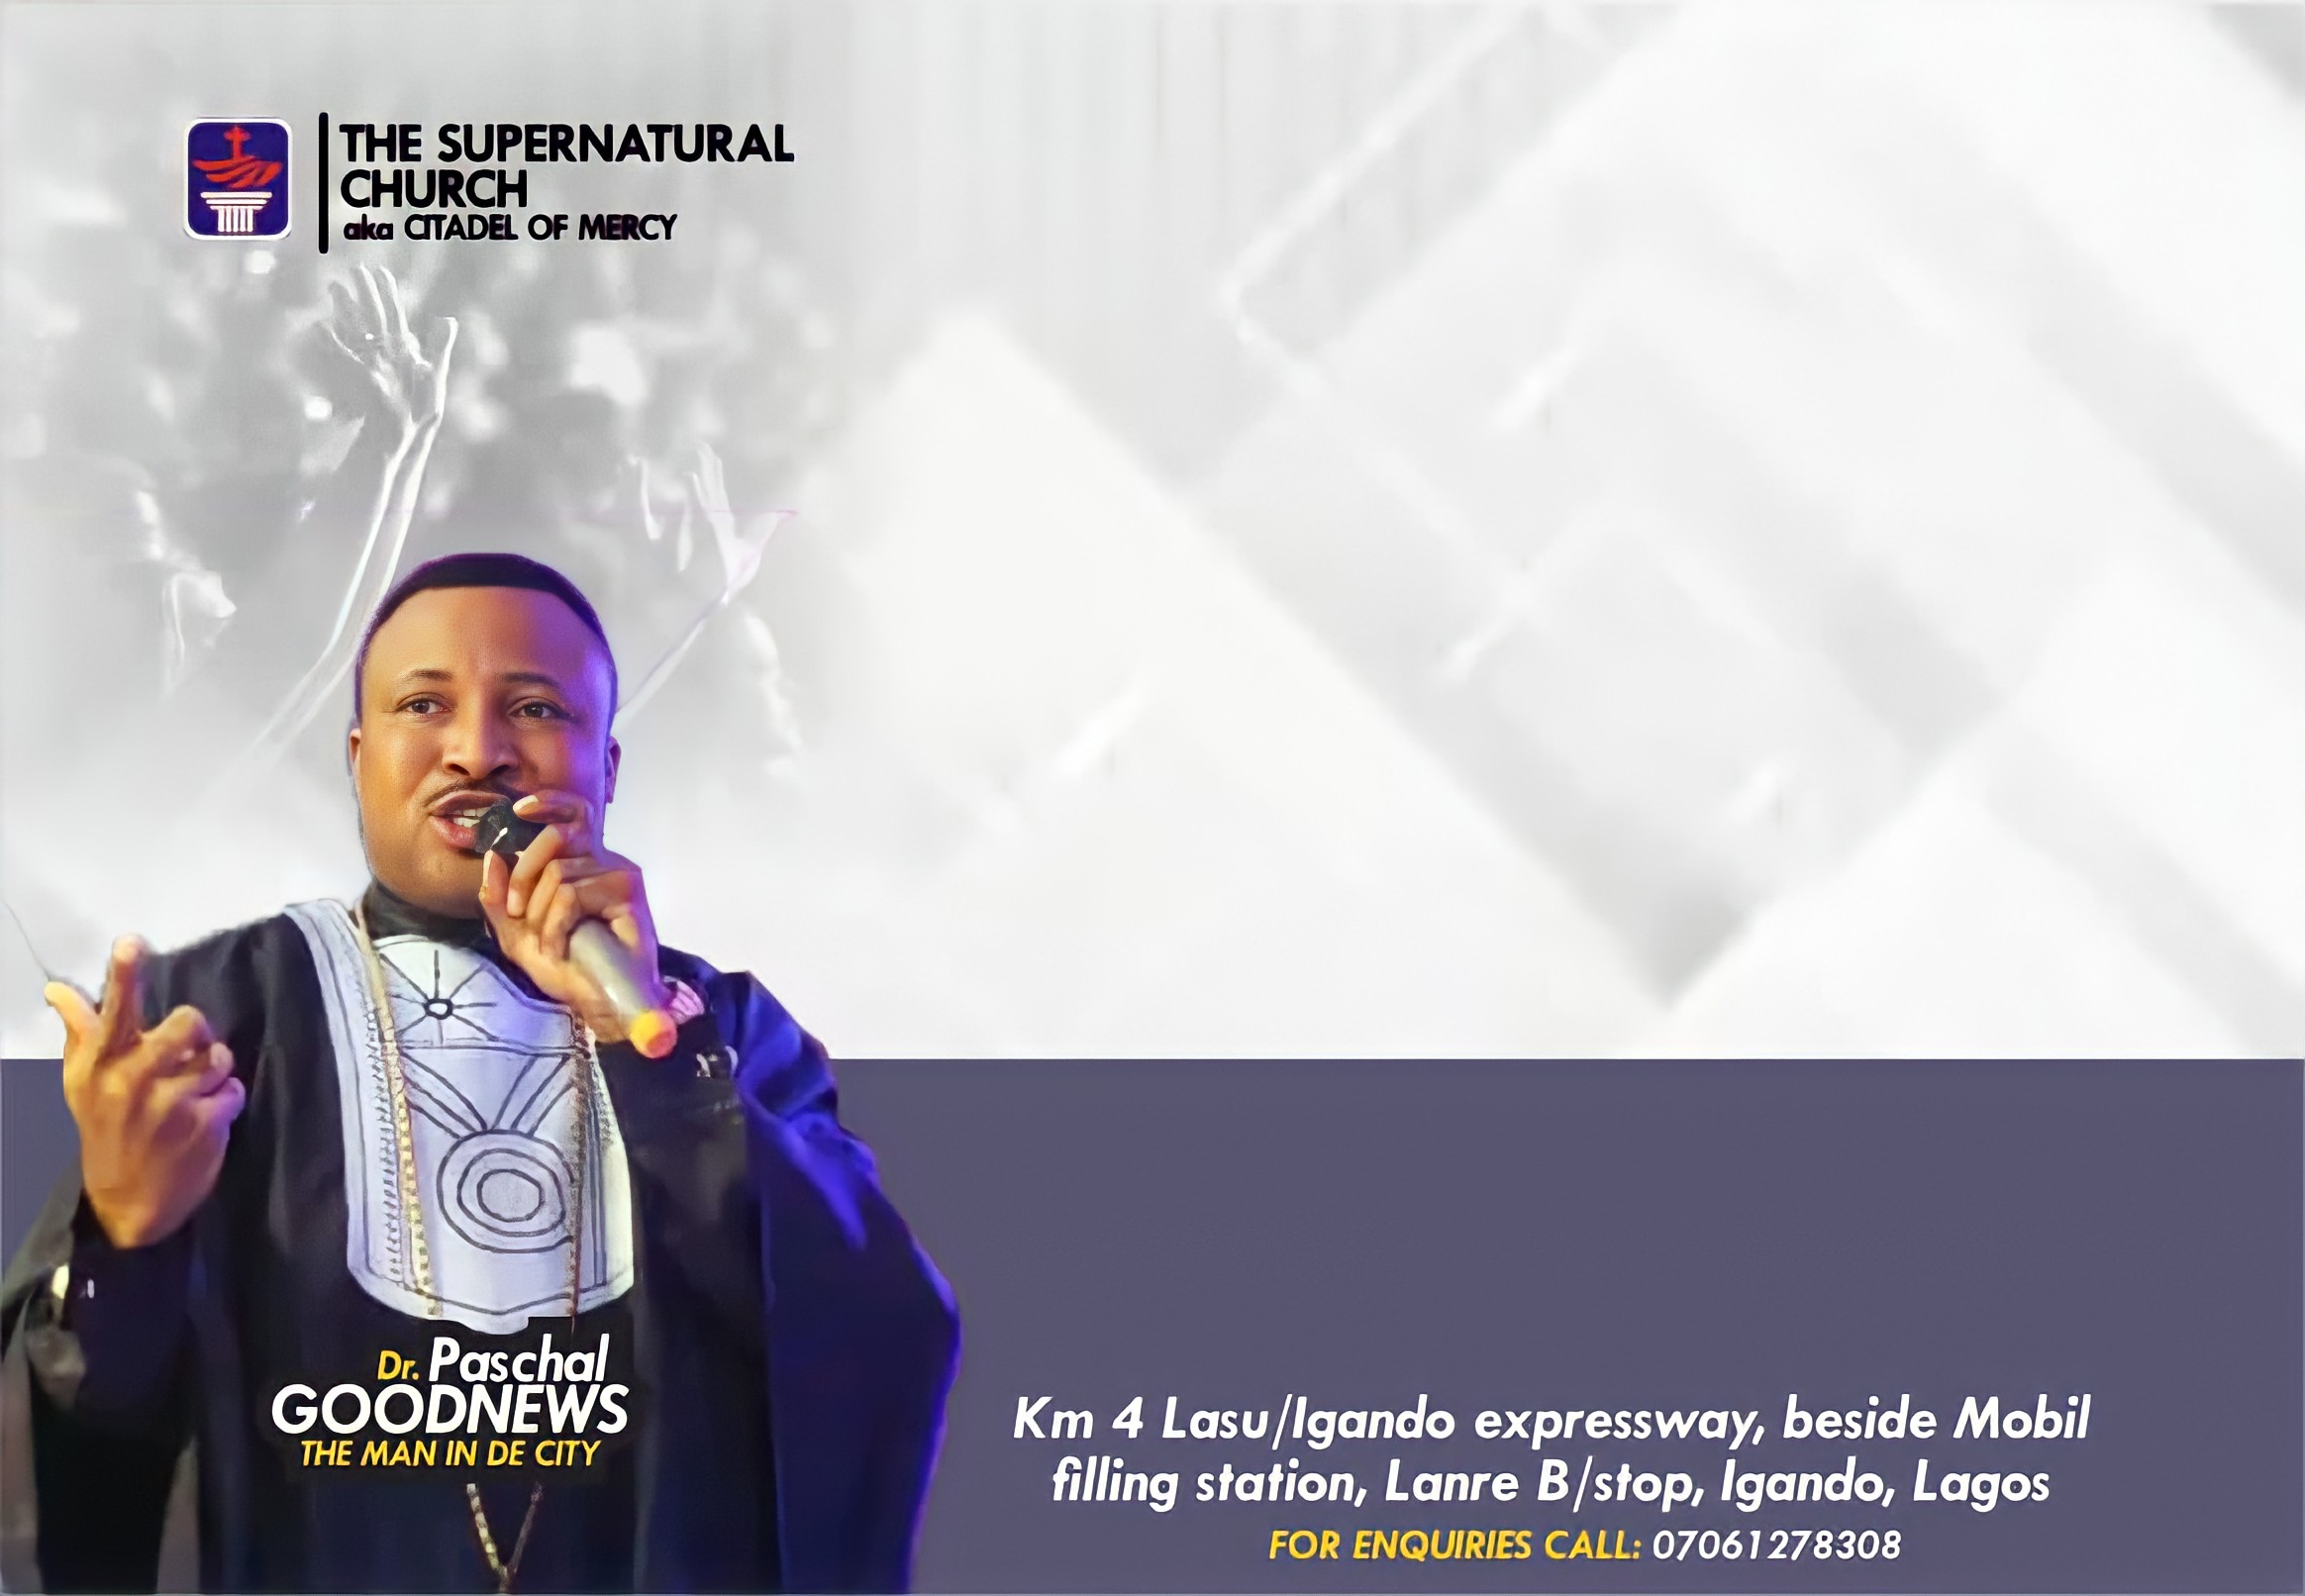 THE SUPERNATURAL
CHURCH
aka CITADEL OF MERCY
Dr. Paschal
GOODNEWS
THE MAN IN DE CITY
Km 4 Lasu/Igando expressway, beside Mobil
filling station, Lanre B/stop, Igando, Lagos
FOR ENQUIRIES CALL: 07061278308